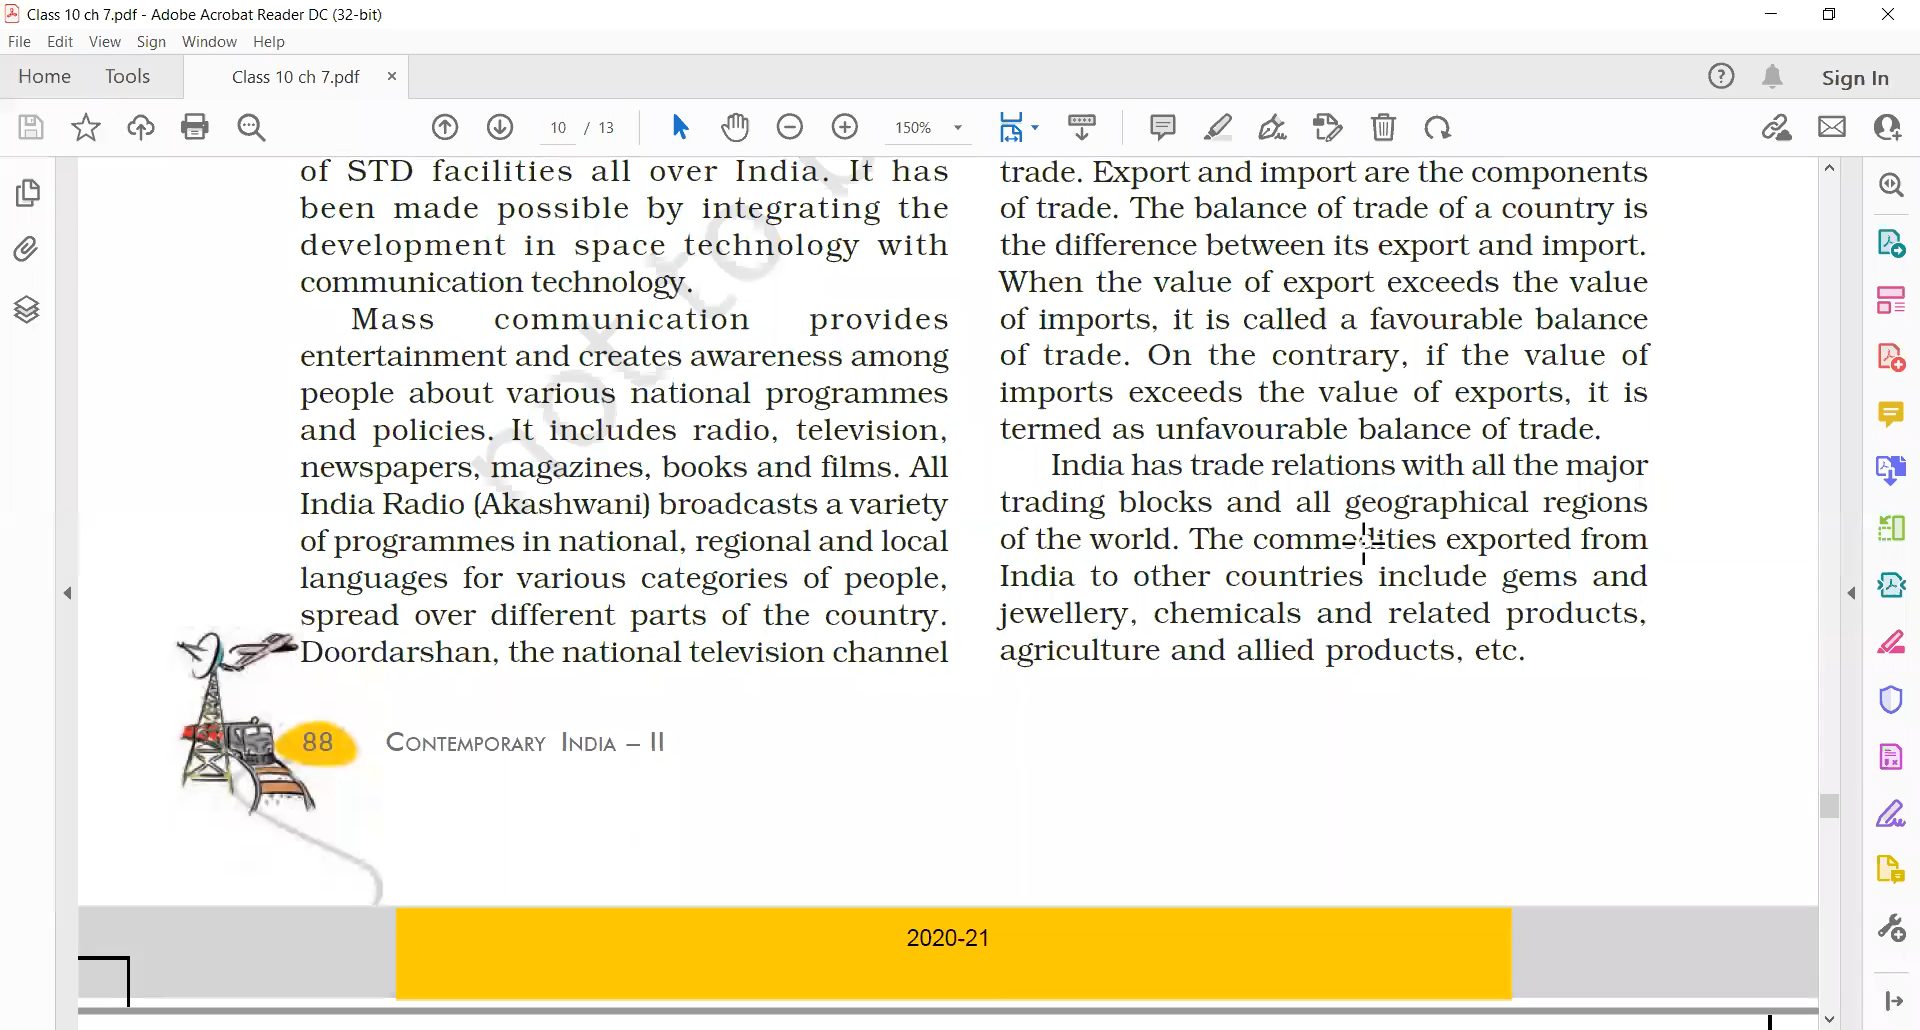 Class 10 ch 7.pdf - Adobe Acrobat Reader DC (32-bit)
File Edit View Sign Window Help
Home Tools Class 10 ch 7.pdf × Sign In
10 / 13 150%
of STD facilities all over India. It has
been made possible by integrating the
development in space technology with
communication technology.
Mass communication provides
entertainment and creates awareness among
people about various national programmes
and policies. It includes radio, television,
newspapers, magazines, books and films. All
India Radio (Akashwani) broadcasts a variety
of programmes in national, regional and local
languages for various categories of people,
spread over different parts of the country.
Doordarshan, the national television channel
trade. Export and import are the components
of trade. The balance of trade of a country is
the difference between its export and import.
When the value of export exceeds the value
of imports, it is called a favourable balance
of trade. On the contrary, if the value of
imports exceeds the value of exports, it is
termed as unfavourable balance of trade.
India has trade relations with all the major
trading blocks and all geographical regions
of the world. The commodities exported from
India to other countries include gems and
jewellery, chemicals and related products,
agriculture and allied products, etc.
not to
88 CONTEMPORARY INDIA – II
2020-21